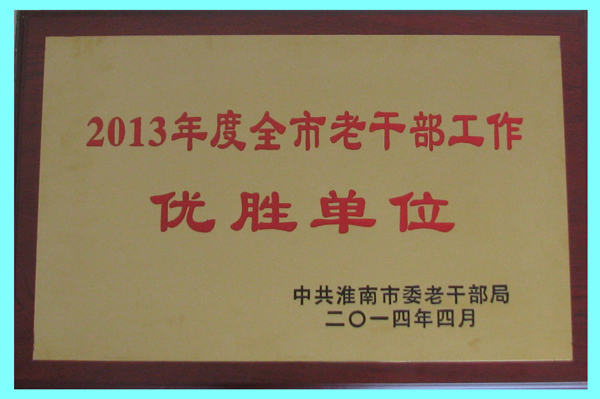 2013年度全市老干部工作
优胜单位
中共淮南市委老干部局
二〇一四年四月